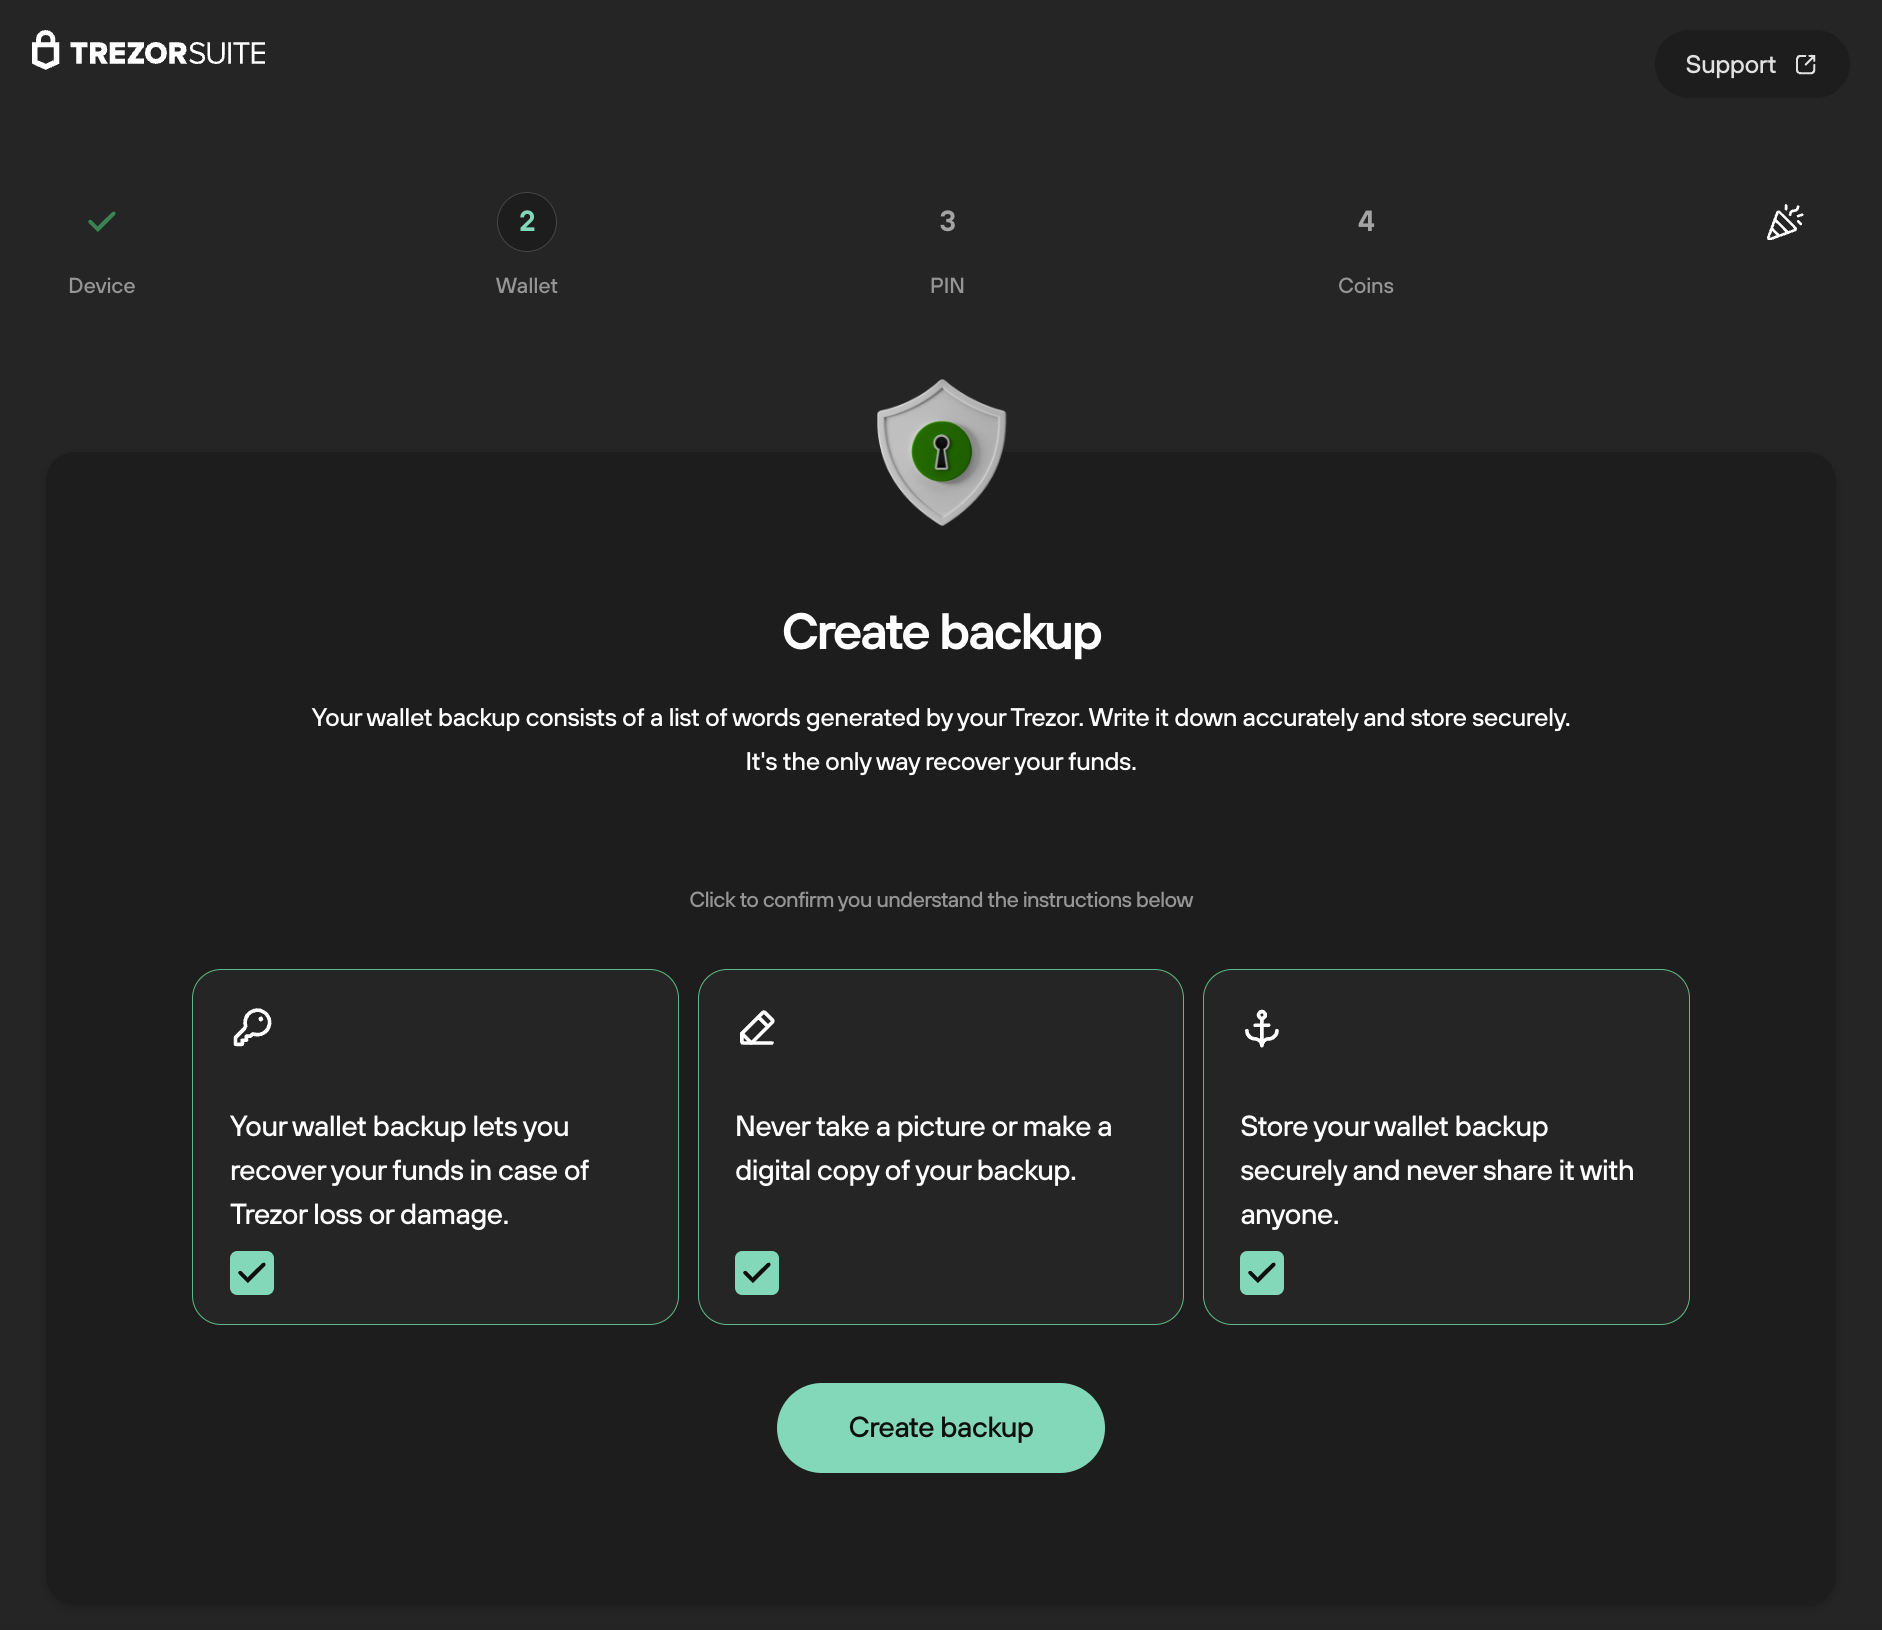 TREZORSUITE
Support
2
3
4
Device
Wallet
PIN
Coins
Create backup
Your wallet backup consists of a list of words generated by your Trezor. Write it down accurately and store securely.
It's the only way recover your funds.
Click to confirm you understand the instructions below
Your wallet backup lets you
recover your funds in case of
Trezor loss or damage.
Never take a picture or make a
digital copy of your backup.
Store your wallet backup
securely and never share it with
anyone.
Create backup